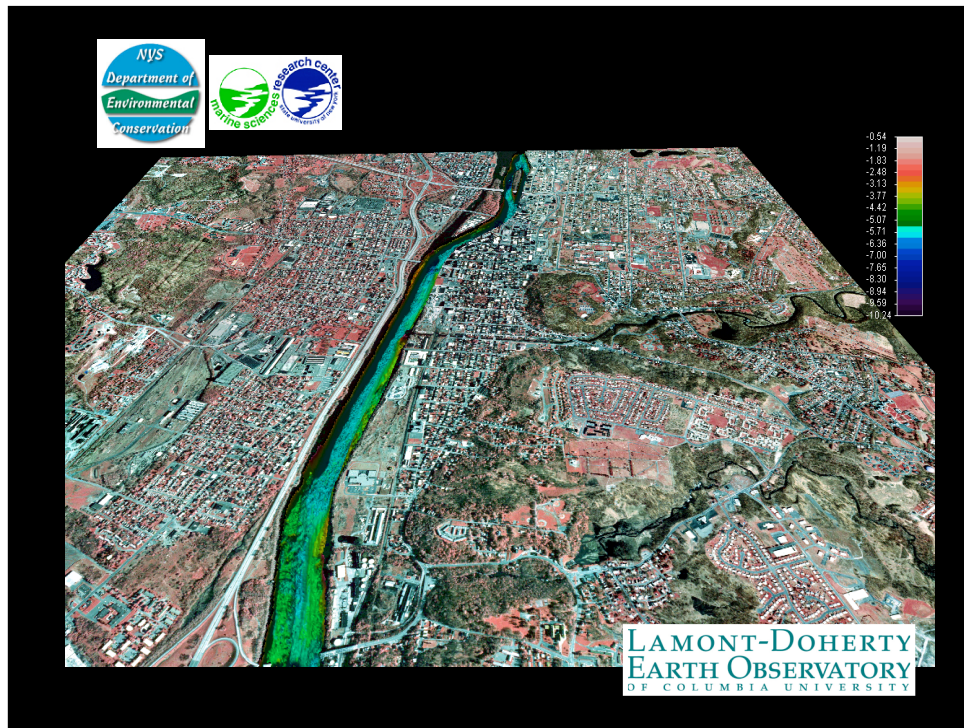 NYS
Department of
Environmental
Conservation
marine sciences research center
state university of new york
-0.54
-1.19
-1.83
-2.48
-3.13
-3.77
-4.42
-5.07
-5.71
-6.36
-7.00
-7.65
-8.30
-8.94
-9.59
-10.24
LAMONT-DOHERTY
EARTH OBSERVATORY
OF COLUMBIA UNIVERSITY